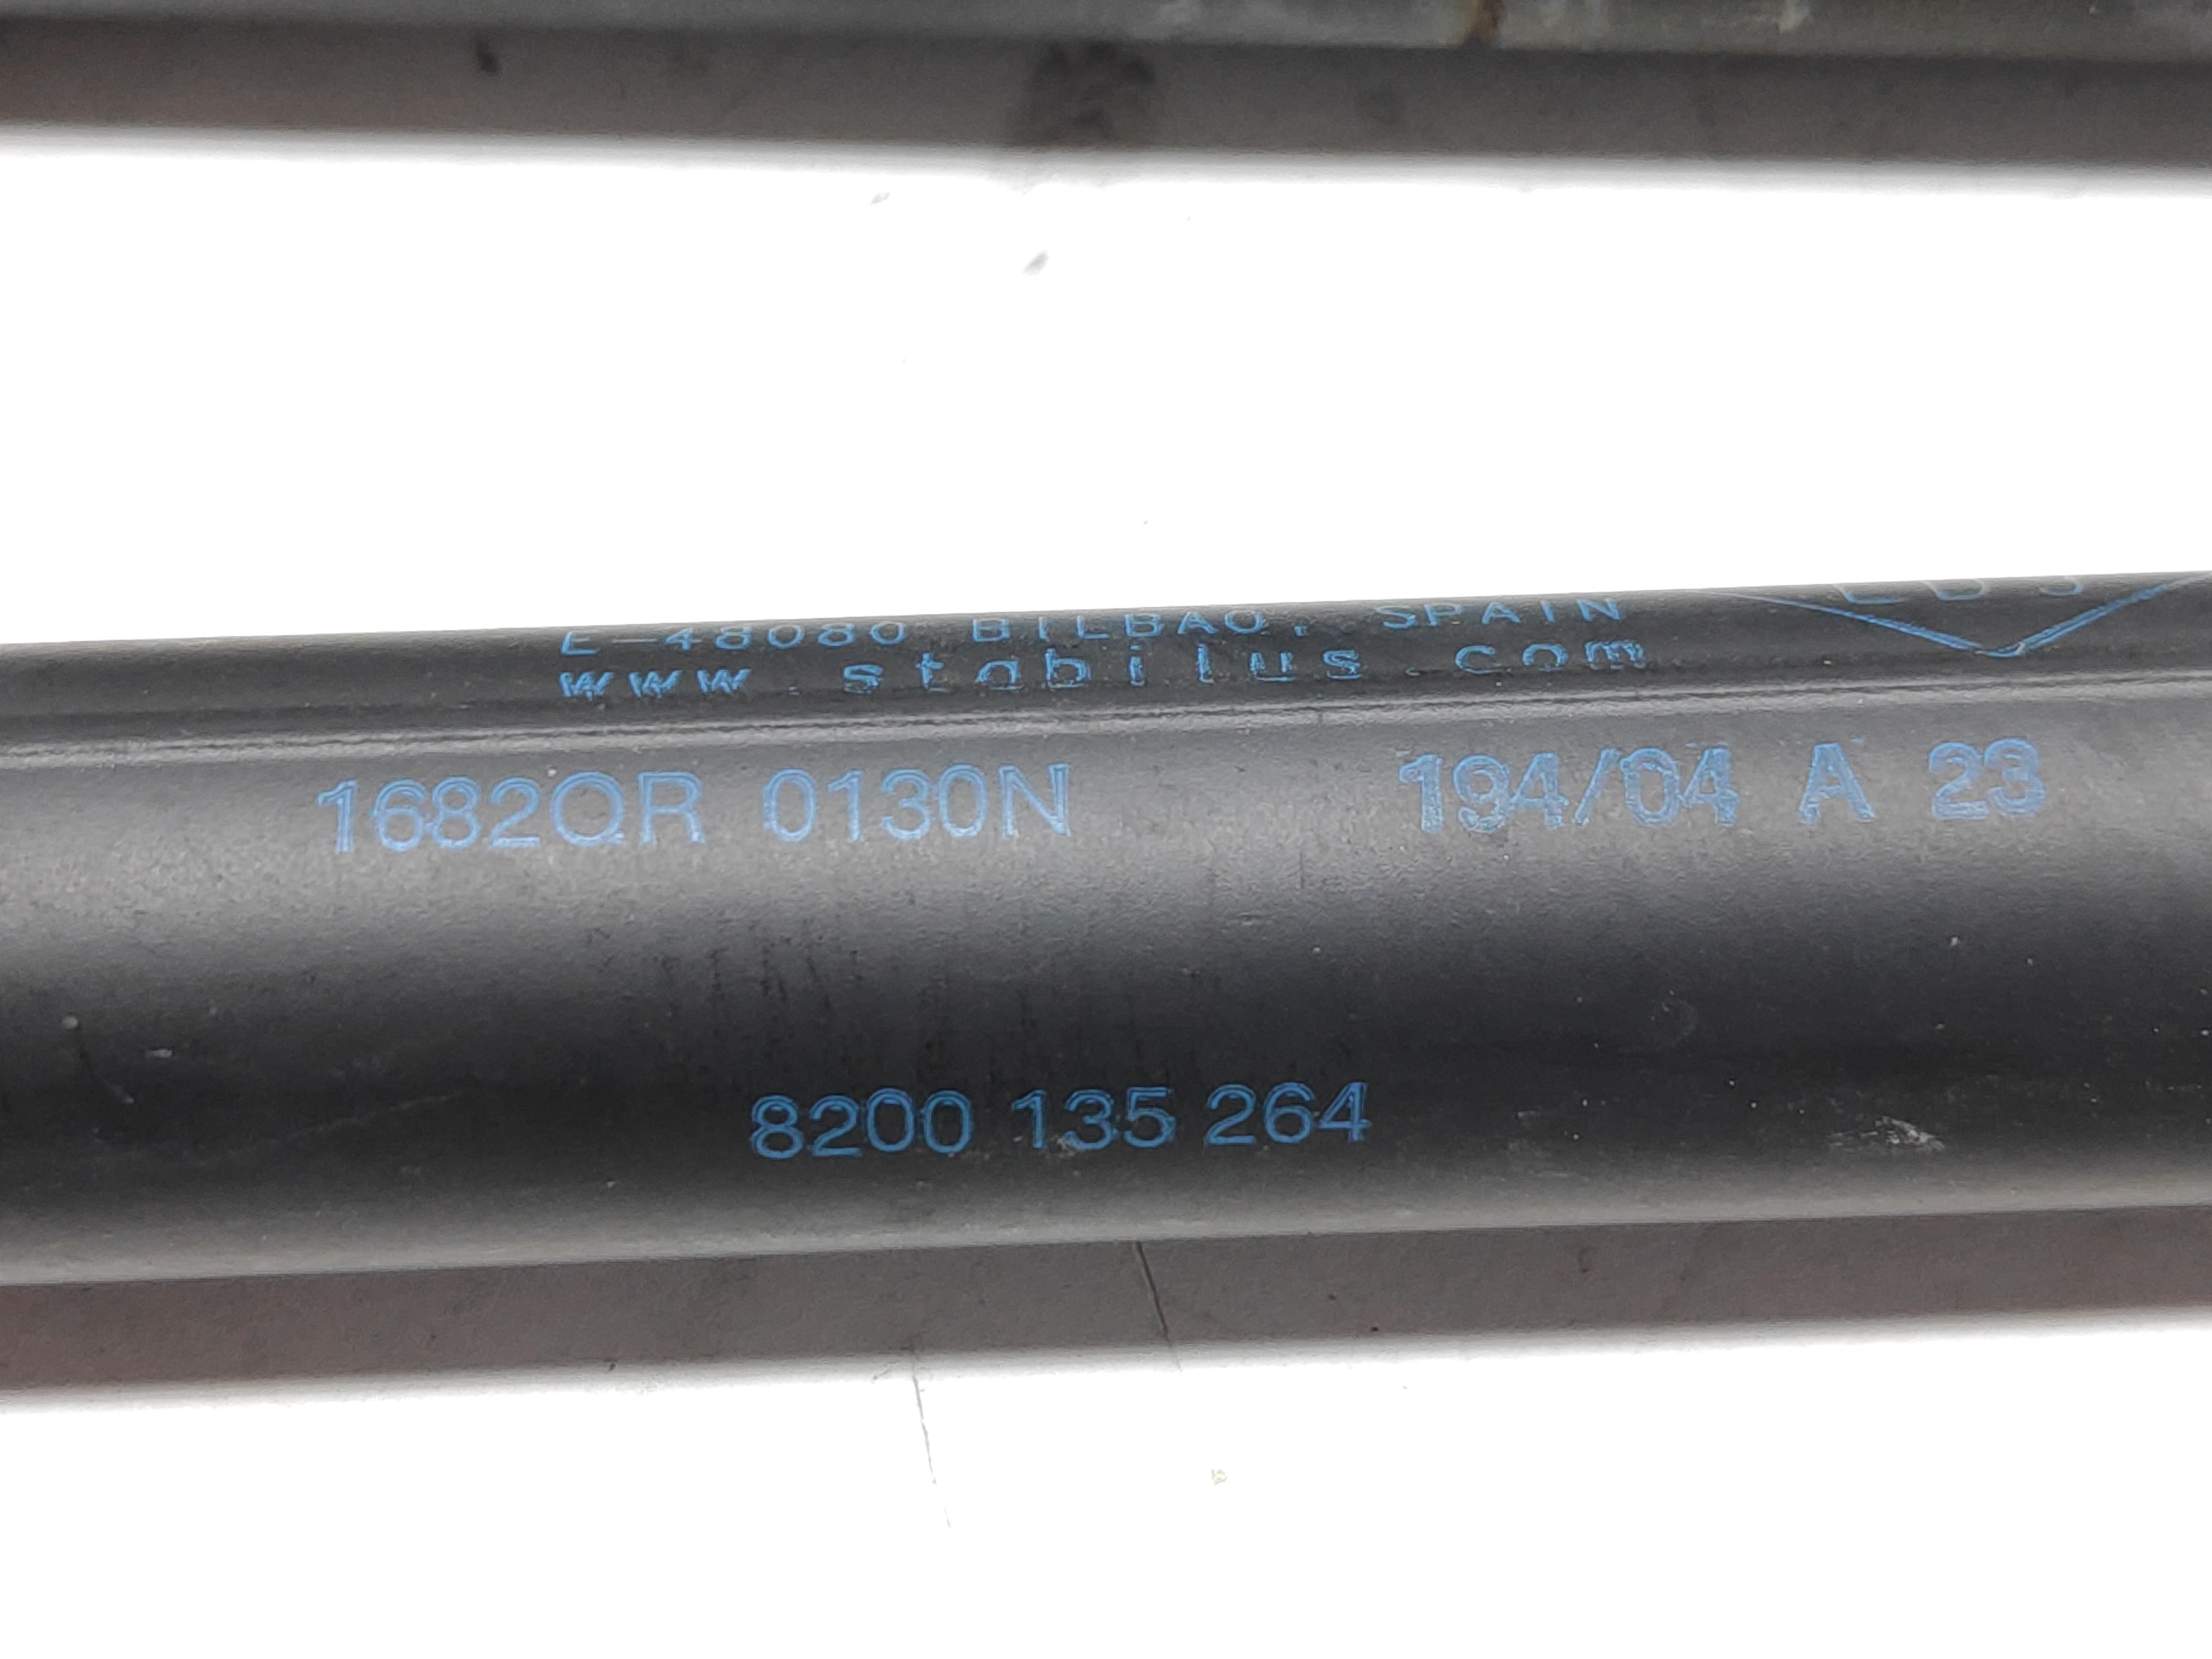 E-48080 BILBAO, SPAIN
www.stabilus.com
1682QR 0130N 194/04 A 23
8200 135 264